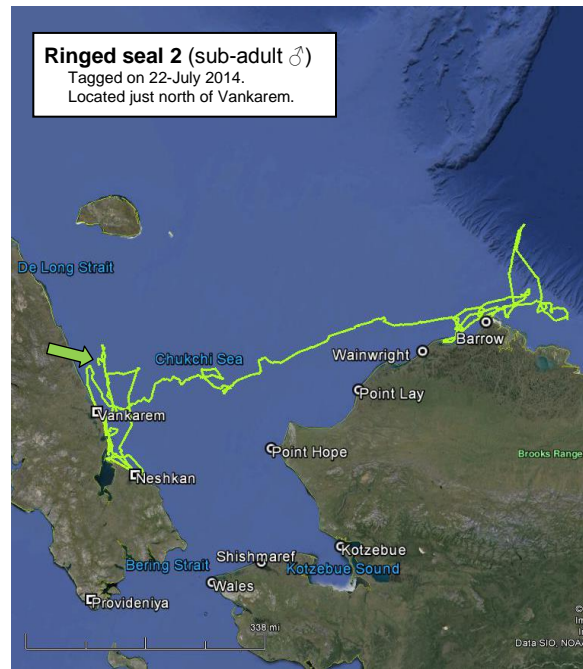 Ringed seal 2 (sub-adult ♂)
Tagged on 22-July 2014.
Located just north of Vankarem.
De Long Strait
Chukchi Sea
Barrow
Wainwright
Point Lay
Vankarem
Point Hope
Brooks Range
Neshkan
Kotzebue
Shishmaref
Bering Strait
Kotzebue Sound
Wales
Provideniya
338 mi
©
Data SIO, NOA